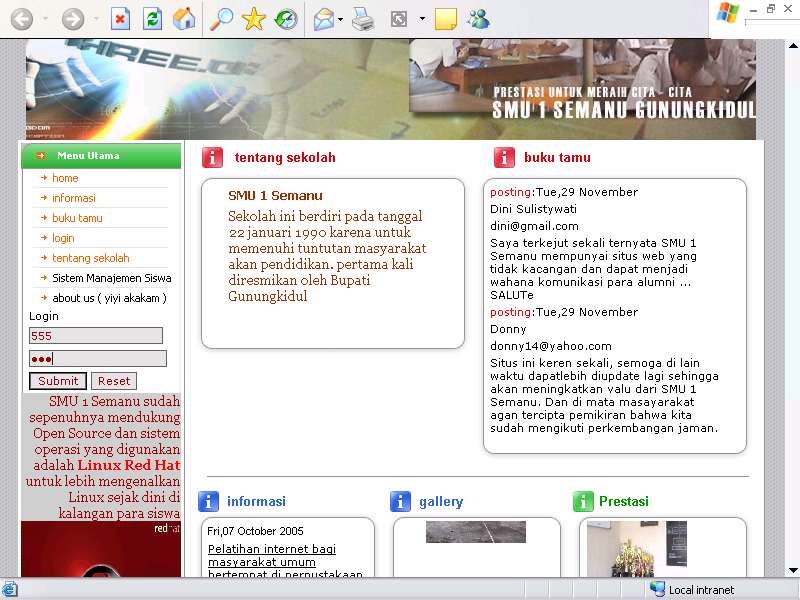 THREE.O
PRESTASI UNTUK MERAIH CITA - CITA
SMU 1 SEMANU GUNUNGKIDUL
Menu Utama
home
informasi
buku tamu
login
tentang sekolah
Sistem Manajemen Siswa
about us ( yiyi akakam )
Login
555
Submit
Reset
SMU 1 Semanu sudah
sepenuhnya mendukung
Open Source dan sistem
operasi yang digunakan
adalah Linux Red Hat
untuk lebih mengenalkan
Linux sejak dini di
kalangan para siswa
redhat
tentang sekolah
SMU 1 Semanu
Sekolah ini berdiri pada tanggal
22 januari 1990 karena untuk
memenuhi tuntutan masyarakat
akan pendidikan. pertama kali
diresmikan oleh Bupati
Gunungkidul
buku tamu
posting:Tue,29 November
Dini Sulistywati
dini@gmail.com
Saya terkejut sekali ternyata SMU 1
Semanu mempunyai situs web yang
tidak kacangan dan dapat menjadi
wahana komunikasi para alumni ...
SALUTe
posting:Tue,29 November
Donny
donny14@yahoo.com
Situs ini keren sekali, semoga di lain
waktu dapatlebih diupdate lagi sehingga
akan meningkatkan valu dari SMU 1
Semanu. Dan di mata masayarakat
agan tercipta pemikiran bahwa kita
sudah mengikuti perkembangan jaman.
informasi
Fri,07 October 2005
Pelatihan internet bagi
masyarakat umum
bertempat di perpustakaan
gallery
Prestasi
Local intranet